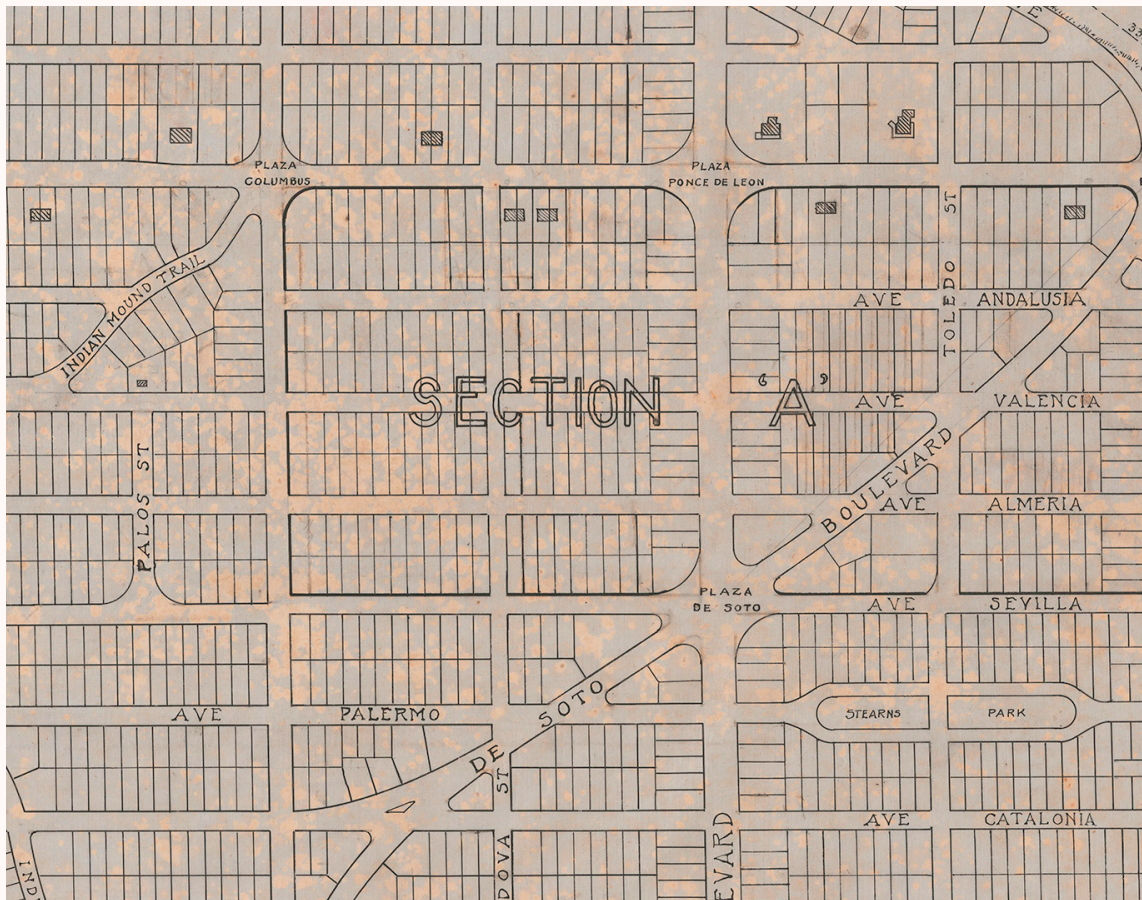 33
PLAZA
COLUMBUS
PLAZA
PONCE DE LEON
ST
TOLEDO
INDIAN MOUND TRAIL
AVE ANDALUSIA
SECTION 'A'
AVE VALENCIA
PALOS ST
BOULEVARD
AVE ALMERIA
PLAZA
DE SOTO
AVE SEVILLA
DE SOTO
AVE PALERMO
STEARNS PARK
ST
AVE CATALONIA